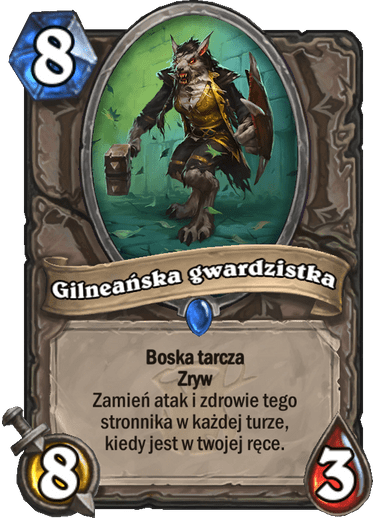 8
Gilneańska gwardzistka
Boska tarcza
Zryw
Zamień atak i zdrowie tego
stronnika w każdej turze,
kiedy jest w twojej ręce.
8
3